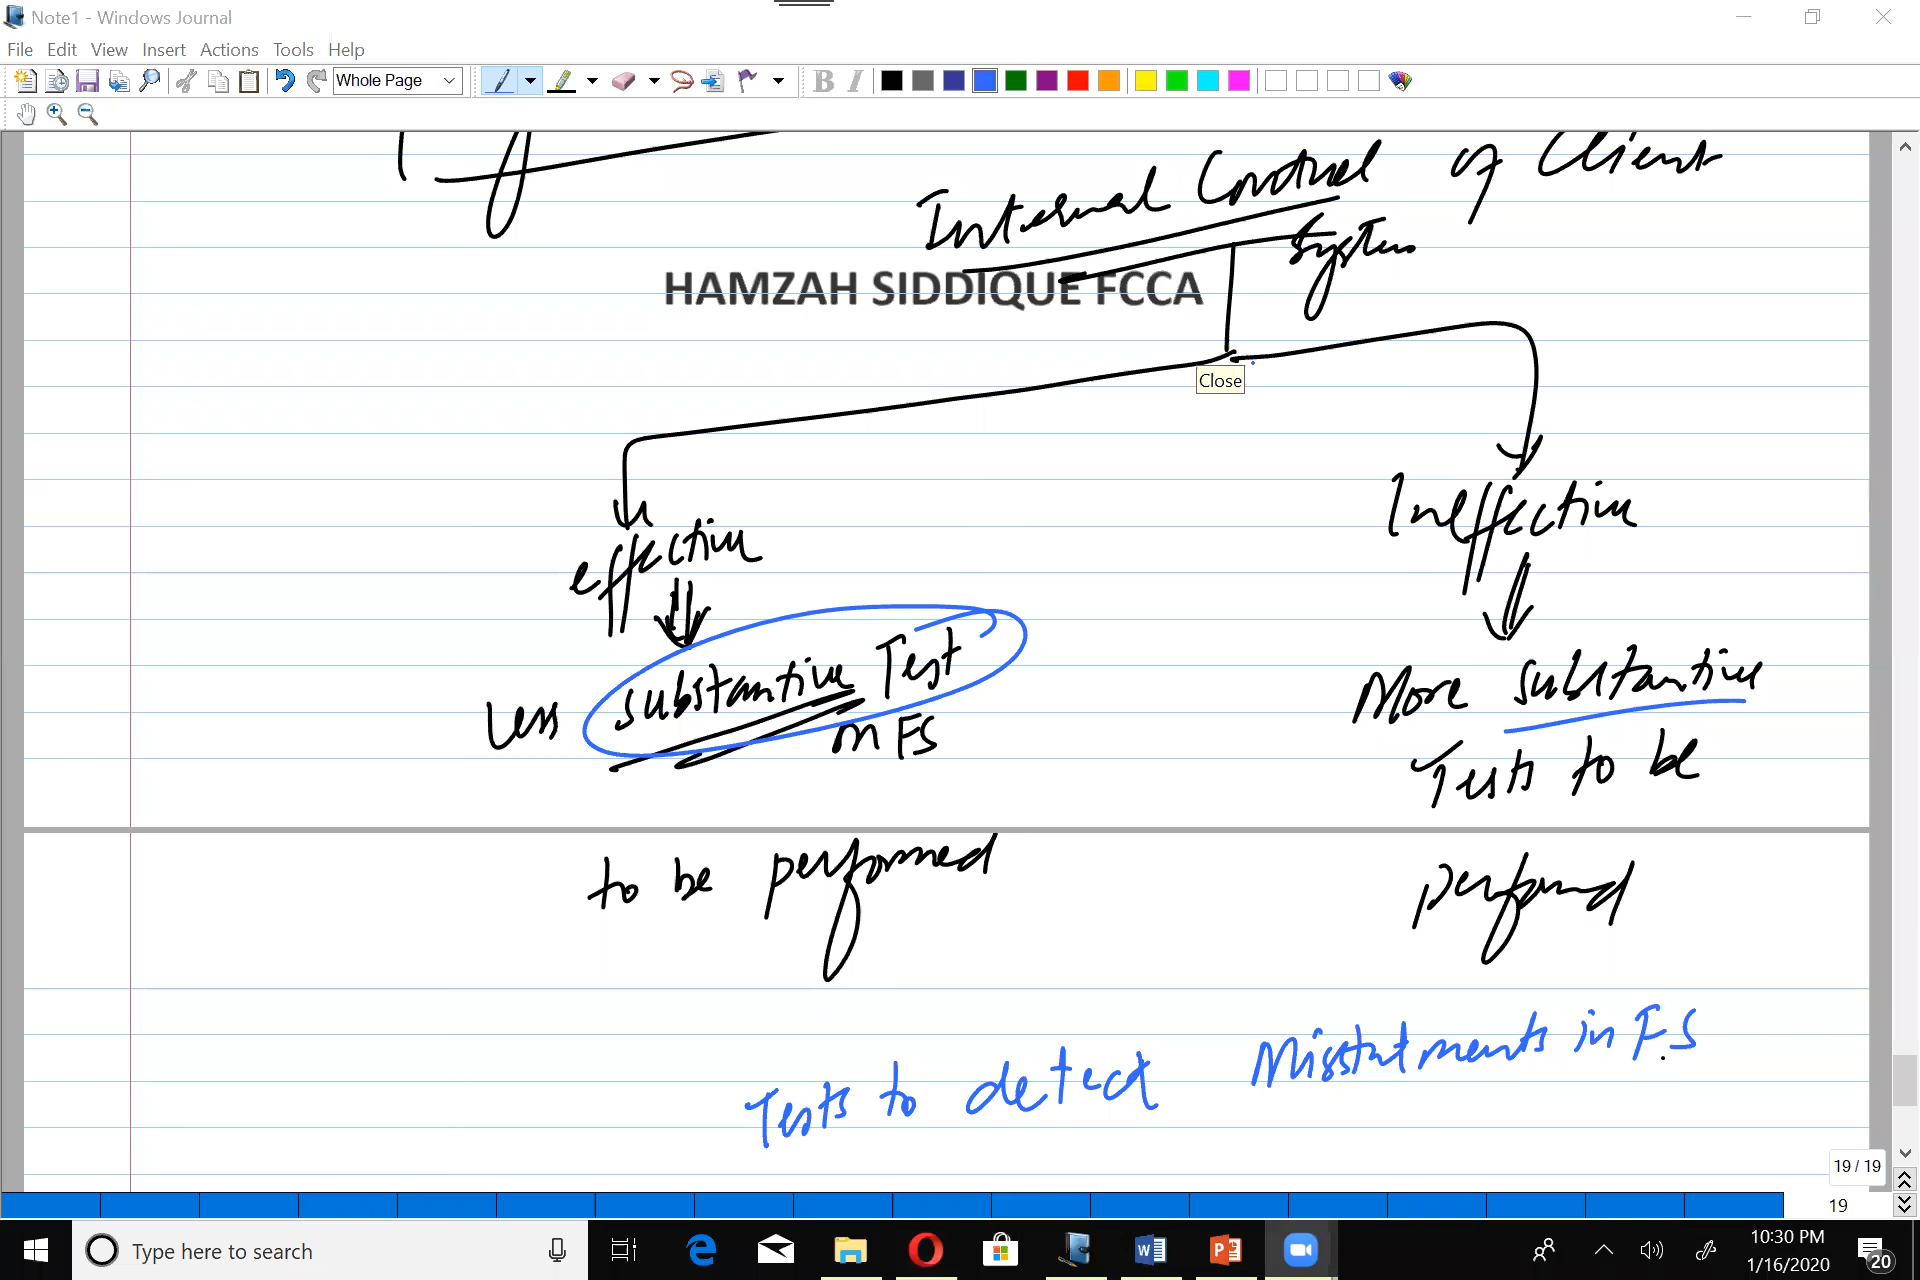 Note1 - Windows Journal
File Edit View Insert Actions Tools Help
Whole Page
B I
Internal Control of Client
System
HAMZAH SIDDIQUE FCCA
Close
effective
Ineffective
Less substantive Test
on FS
More substantive
Tests to be
to be performed
performed
Tests to detect Misstatments in F.S
19 / 19
19
Type here to search
10:30 PM
1/16/2020
20